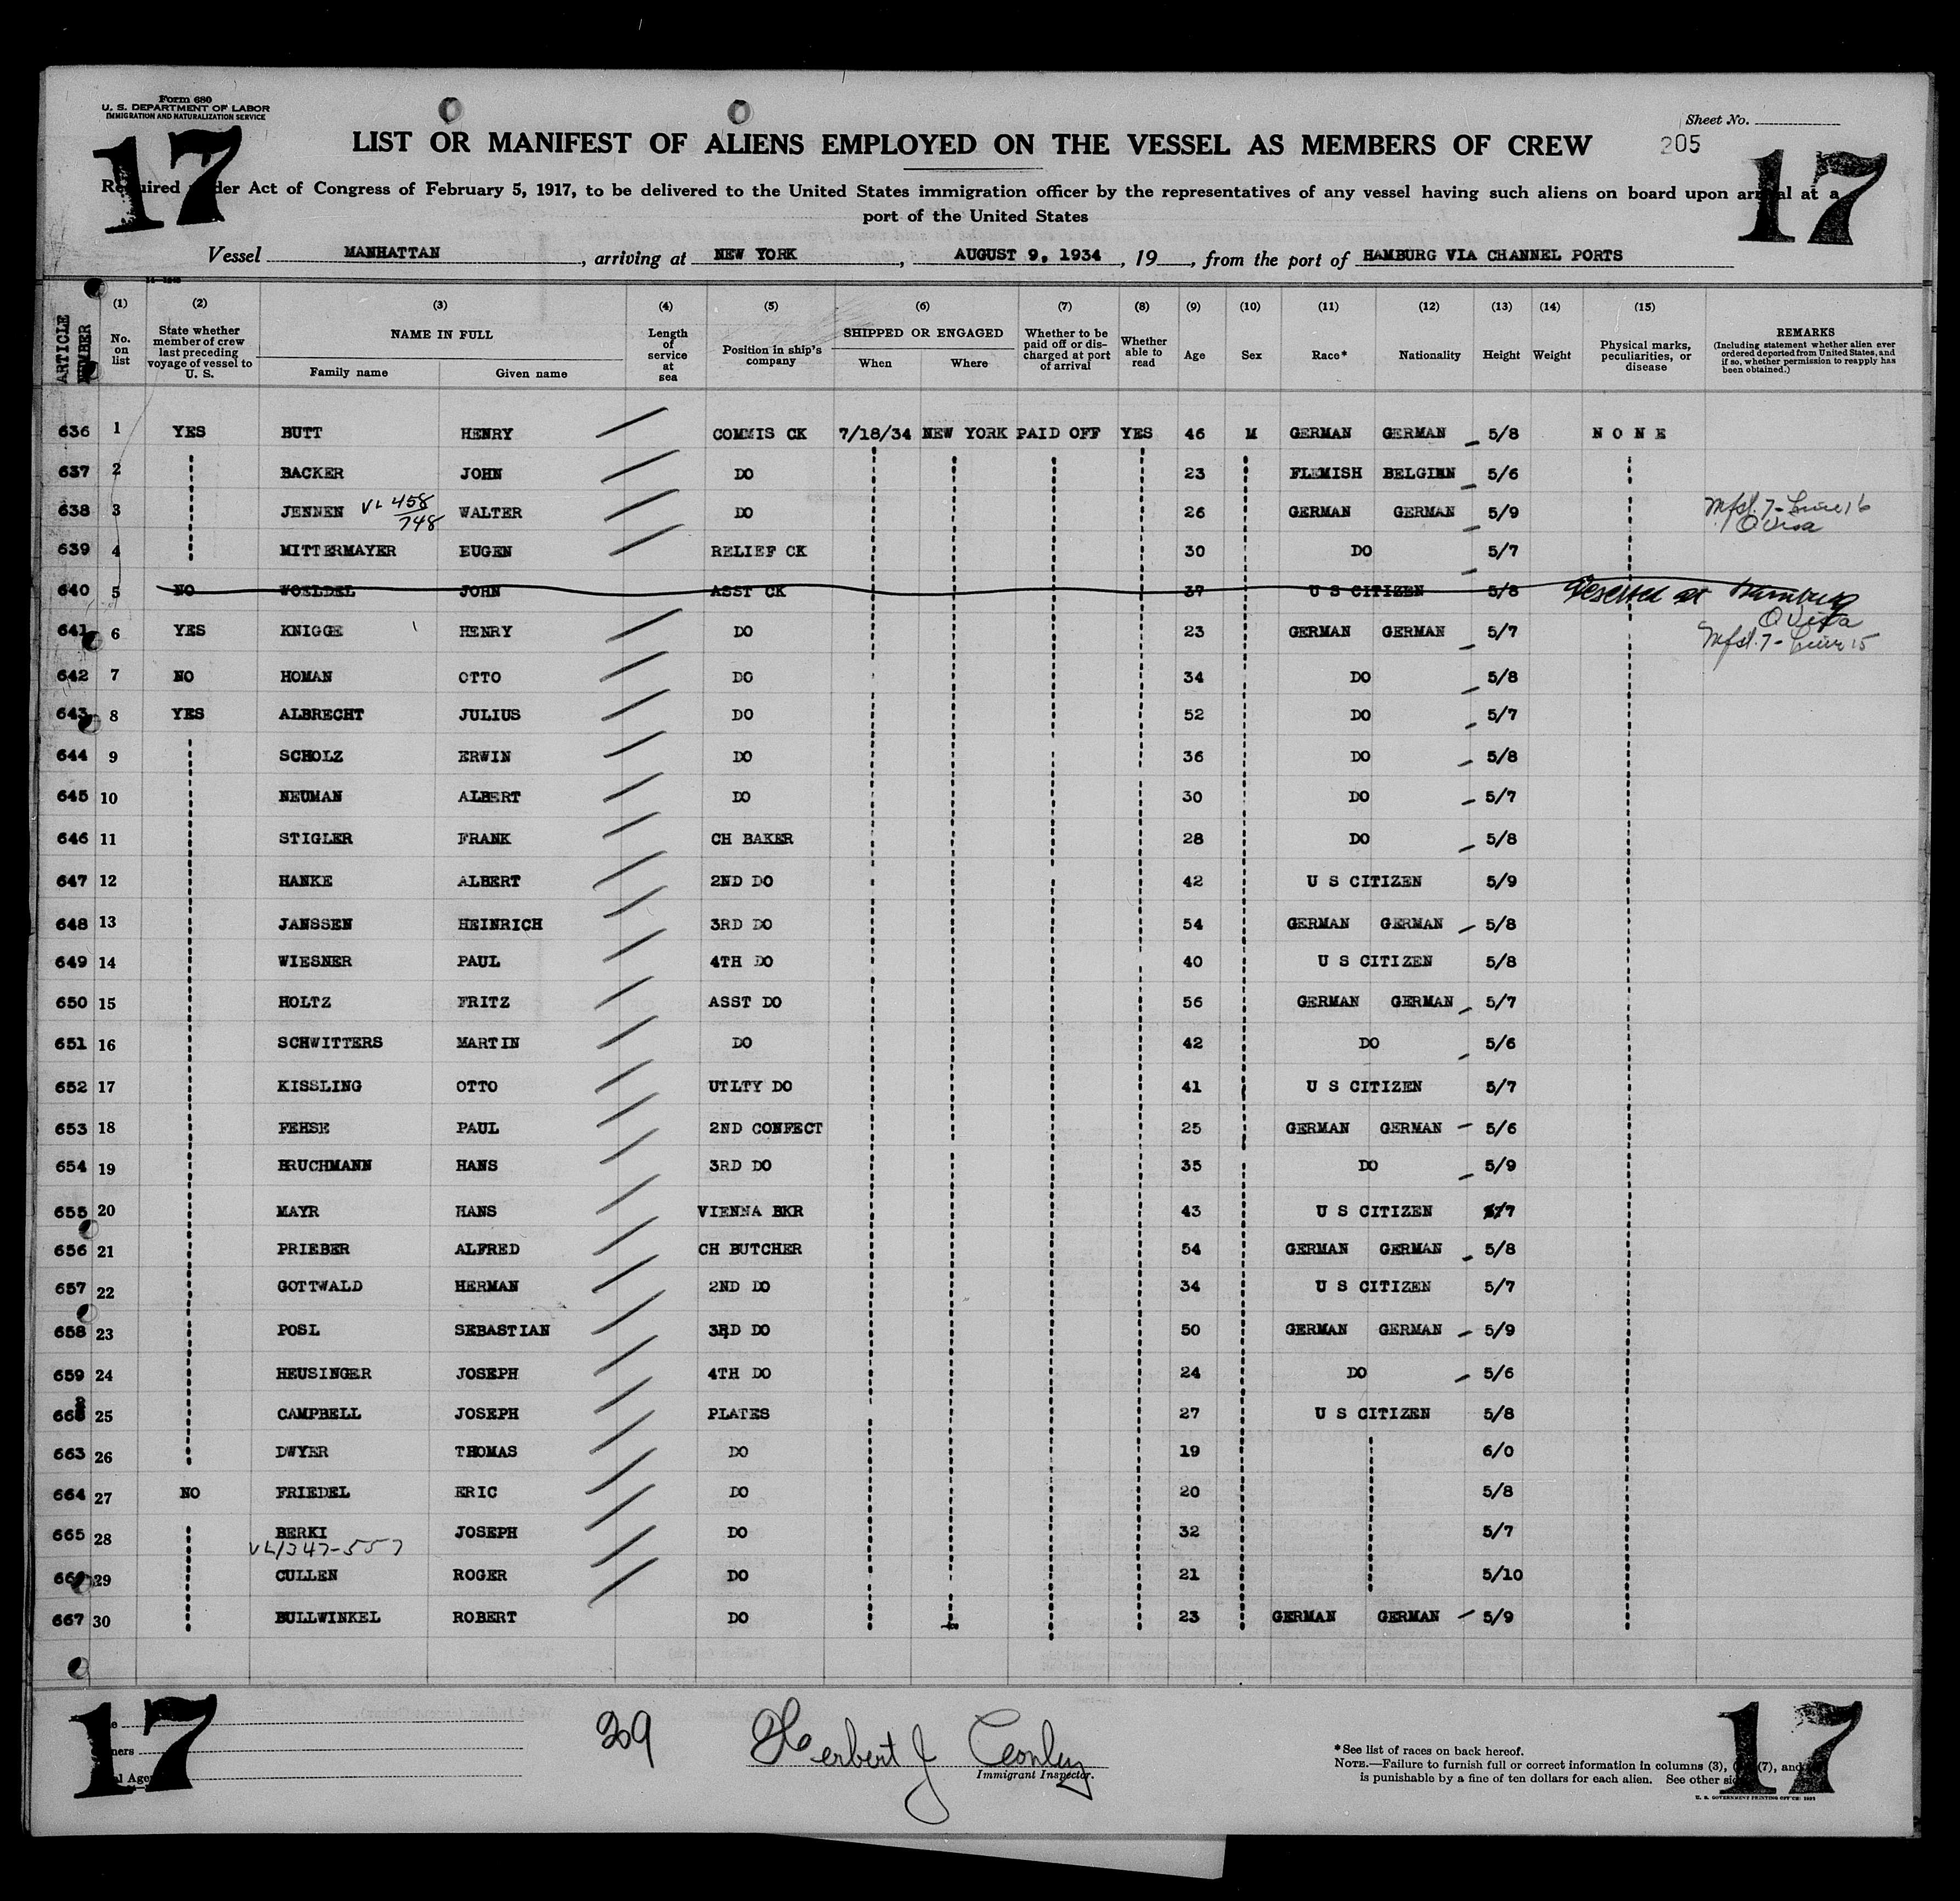 Form 680
U. S. DEPARTMENT OF LABOR
IMMIGRATION AND NATURALIZATION SERVICE
17
17
Sheet No.
205
LIST OR MANIFEST OF ALIENS EMPLOYED ON THE VESSEL AS MEMBERS OF CREW
Required under Act of Congress of February 5, 1917, to be delivered to the United States immigration officer by the representatives of any vessel having such aliens on board upon arrival at a
port of the United States
Vessel MANHATTAN, arriving at NEW YORK, AUGUST 9, 1934, 19, from the port of HAMBURG VIA CHANNEL PORTS
ARTICLE NUMBER
(1) No. on list
(2) State whether member of crew last preceding voyage of vessel to U. S.
(3) NAME IN FULL Family name Given name
(4) Length of service at sea
(5) Position in ship's company
(6) SHIPPED OR ENGAGED When Where
(7) Whether to be paid off or discharged at port of arrival
(8) Whether able to read
(9) Age
(10) Sex
(11) Race*
(12) Nationality
(13) Height
(14) Weight
(15) Physical marks, peculiarities, or disease
REMARKS
(Including statement whether alien ever ordered deported from United States, and if so, whether permission to reapply has been obtained.)
636 1 YES BUTT HENRY COMMIS CK 7/18/34 NEW YORK PAID OFF YES 46 M GERMAN GERMAN 5/8 N O N E
637 2 BACKER JOHN DO 23 FLEMISH BELGIAN 5/6
638 3 JENNEN VL 458/748 WALTER DO 26 GERMAN GERMAN 5/9 Mfst. 7- Line 16 Q Visa
639 4 MITTERMAYER EUGEN RELIEF CK 30 DO 5/7
640 5 NO WOELDEL JOHN ASST CK 37 U S CITIZEN 5/8 Deserted at Hamburg
641 6 YES KNIGGE HENRY DO 23 GERMAN GERMAN 5/7 Q Visa Mfst. 7- Line 15
642 7 NO HOMAN OTTO DO 34 DO 5/8
643 8 YES ALBRECHT JULIUS DO 52 DO 5/7
644 9 SCHOLZ ERWIN DO 36 DO 5/8
645 10 NEUMAN ALBERT DO 30 DO 5/7
646 11 STIGLER FRANK CH BAKER 28 DO 5/8
647 12 HANKE ALBERT 2ND DO 42 U S CITIZEN 5/9
648 13 JANSSEN HEINRICH 3RD DO 54 GERMAN GERMAN 5/8
649 14 WIESNER PAUL 4TH DO 40 U S CITIZEN 5/8
650 15 HOLTZ FRITZ ASST DO 56 GERMAN GERMAN 5/7
651 16 SCHWITTERS MARTIN DO 42 DO 5/6
652 17 KISSLING OTTO UTLTY DO 41 U S CITIZEN 5/7
653 18 FEHSE PAUL 2ND CONFECT 25 GERMAN GERMAN 5/6
654 19 BRUCHMANN HANS 3RD DO 35 DO 5/9
655 20 MAYR HANS VIENNA BKR 43 U S CITIZEN 5/7
656 21 PRIEBER ALFRED CH BUTCHER 54 GERMAN GERMAN 5/8
657 22 GOTTWALD HERMAN 2ND DO 34 U S CITIZEN 5/7
658 23 POSL SEBASTIAN 3RD DO 50 GERMAN GERMAN 5/9
659 24 HEUSINGER JOSEPH 4TH DO 24 DO 5/6
25 CAMPBELL JOSEPH PLATES 27 U S CITIZEN 5/8
663 26 DWYER THOMAS DO 19 6/0
664 27 NO FRIEDEL ERIC DO 20 5/8
665 28 BERKI JOSEPH DO 32 5/7
VL/347-557
29 CULLEN ROGER DO 21 5/10
667 30 BULLWINKEL ROBERT DO 23 GERMAN GERMAN 5/9
17
17
Herbert J Conley
Immigrant Inspector.
*See list of races on back hereof.
NOTE.—Failure to furnish full or correct information in columns (3), (7), and
is punishable by a fine of ten dollars for each alien. See other
U. S. GOVERNMENT PRINTING OFFICE: